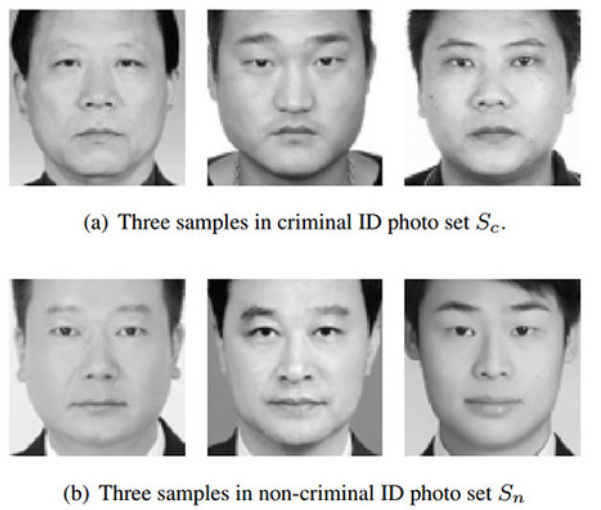 (a) Three samples in criminal ID photo set S_c.
(b) Three samples in non-criminal ID photo set S_n